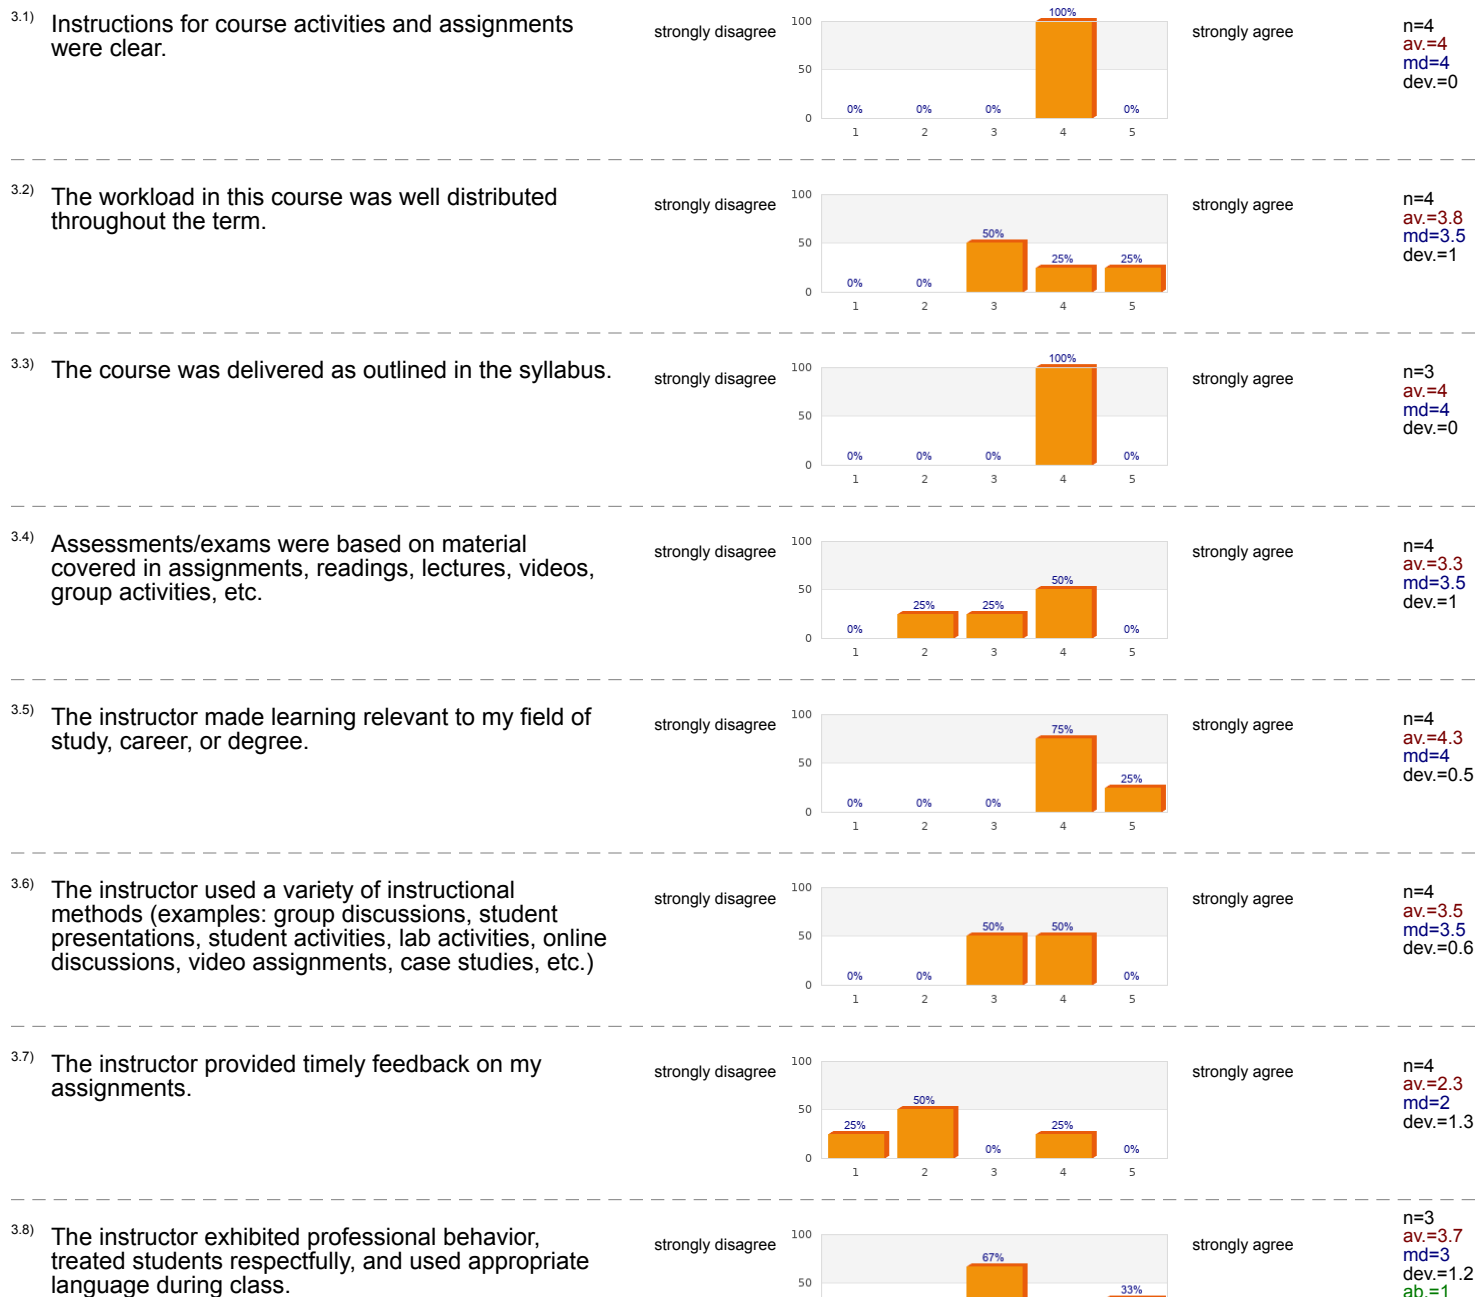 3.1) Instructions for course activities and assignments
were clear.
strongly disagree
100
50
0
0%
0%
0%
100%
0%
1 2 3 4 5
strongly agree
n=4
av.=4
md=4
dev.=0
3.2) The workload in this course was well distributed
throughout the term.
strongly disagree
100
50
0
0%
0%
50%
25%
25%
1 2 3 4 5
strongly agree
n=4
av.=3.8
md=3.5
dev.=1
3.3) The course was delivered as outlined in the syllabus.
strongly disagree
100
50
0
0%
0%
0%
100%
0%
1 2 3 4 5
strongly agree
n=3
av.=4
md=4
dev.=0
3.4) Assessments/exams were based on material
covered in assignments, readings, lectures, videos,
group activities, etc.
strongly disagree
100
50
0
0%
25%
25%
50%
0%
1 2 3 4 5
strongly agree
n=4
av.=3.3
md=3.5
dev.=1
3.5) The instructor made learning relevant to my field of
study, career, or degree.
strongly disagree
100
50
0
0%
0%
0%
75%
25%
1 2 3 4 5
strongly agree
n=4
av.=4.3
md=4
dev.=0.5
3.6) The instructor used a variety of instructional
methods (examples: group discussions, student
presentations, student activities, lab activities, online
discussions, video assignments, case studies, etc.)
strongly disagree
100
50
0
0%
0%
50%
50%
0%
1 2 3 4 5
strongly agree
n=4
av.=3.5
md=3.5
dev.=0.6
3.7) The instructor provided timely feedback on my
assignments.
strongly disagree
100
50
0
25%
50%
0%
25%
0%
1 2 3 4 5
strongly agree
n=4
av.=2.3
md=2
dev.=1.3
3.8) The instructor exhibited professional behavior,
treated students respectfully, and used appropriate
language during class.
strongly disagree
100
50
67%
33%
strongly agree
n=3
av.=3.7
md=3
dev.=1.2
ab.=1